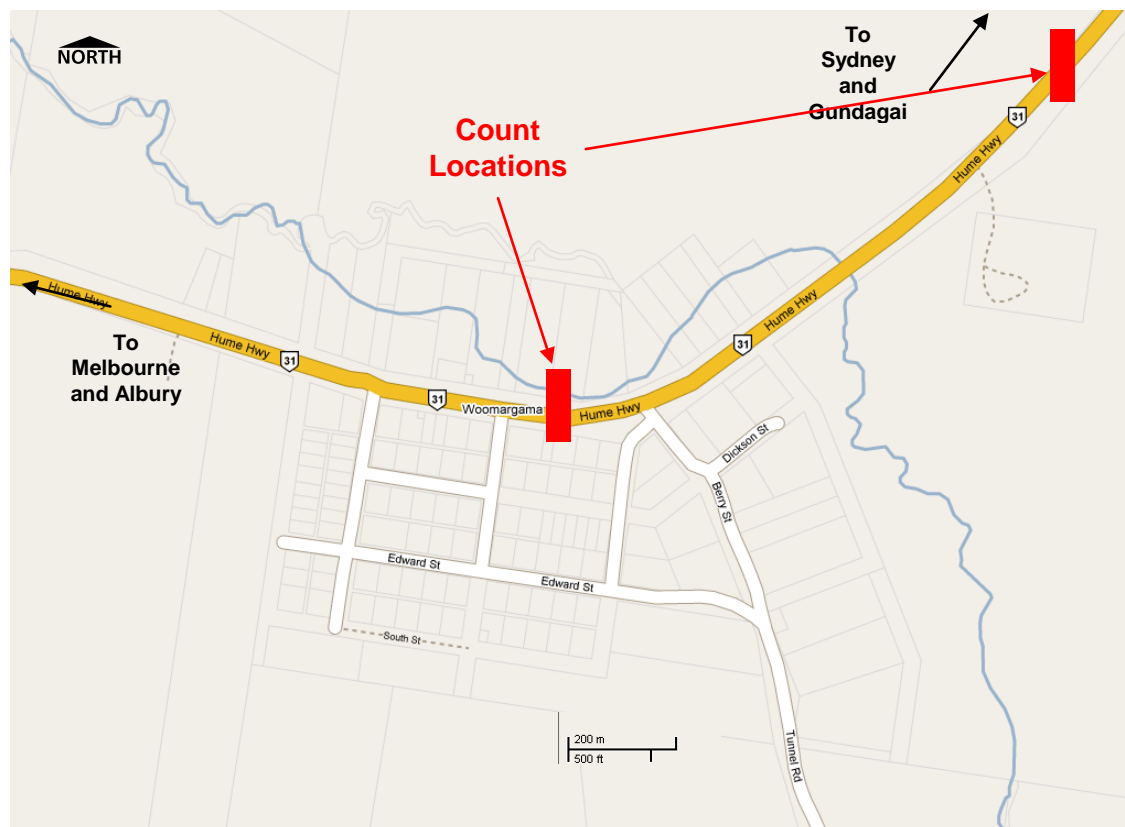 NORTH
To
Sydney
and
Gundagai
Count
Locations
31
Hume Hwy
Hume Hwy
To
Melbourne
and Albury
Hume Hwy
31
31
Woomargama
Hume Hwy
31
Hume Hwy
Dickson St
Berry St
Edward St
Edward St
South St
Tunnel Rd
200 m
500 ft